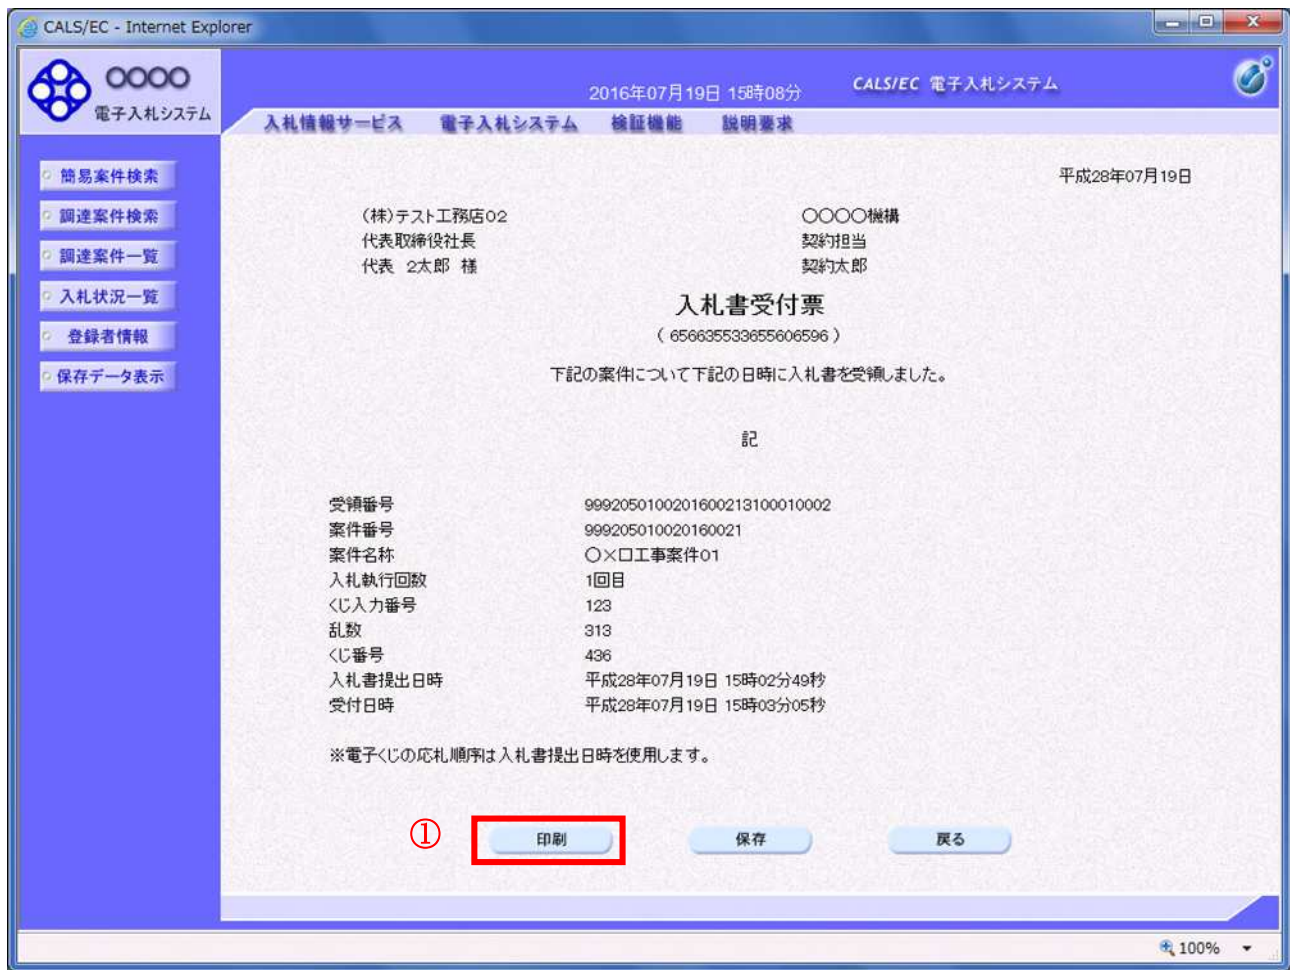 CALS/EC - Internet Explorer
○○○○
電子入札システム
2016年07月19日 15時08分
CALS/EC 電子入札システム
入札情報サービス 電子入札システム 検証機能 説明要求
簡易案件検索
調達案件検索
調達案件一覧
入札状況一覧
登録者情報
保存データ表示
平成28年07月19日
(株)テスト工務店02
代表取締役社長
代表 2太郎 様
○○○○機構
契約担当
契約太郎
入札書受付票
( 656635533655606596 )
下記の案件について下記の日時に入札書を受領しました。
記
受領番号 9992050100201600213100010002
案件番号 999205010020160021
案件名称 ○×口工事案件01
入札執行回数 1回目
くじ入力番号 123
乱数 313
くじ番号 436
入札書提出日時 平成28年07月19日 15時02分49秒
受付日時 平成28年07月19日 15時03分05秒
※電子くじの応札順序は入札書提出日時を使用します。
① 印刷 保存 戻る
100%